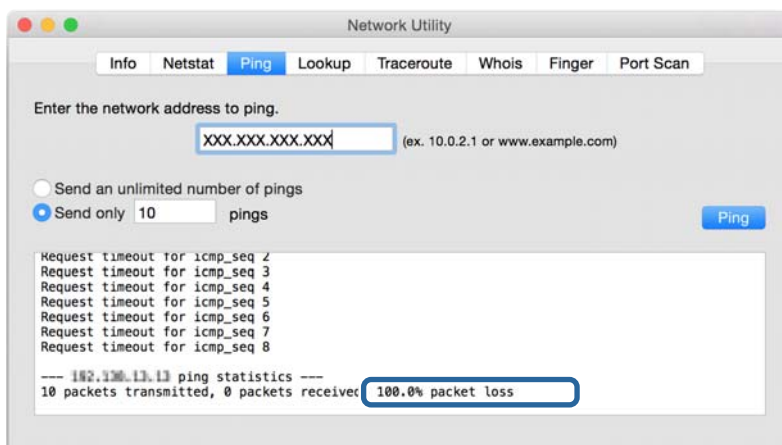 Network Utility
Info Netstat Ping Lookup Traceroute Whois Finger Port Scan
Enter the network address to ping.
XXX.XXX.XXX.XXX (ex. 10.0.2.1 or www.example.com)
Send an unlimited number of pings
Send only 10 pings
Ping
Request timeout for icmp_seq 2
Request timeout for icmp_seq 3
Request timeout for icmp_seq 4
Request timeout for icmp_seq 5
Request timeout for icmp_seq 6
Request timeout for icmp_seq 7
Request timeout for icmp_seq 8
--- ping statistics ---
10 packets transmitted, 0 packets received 100.0% packet loss